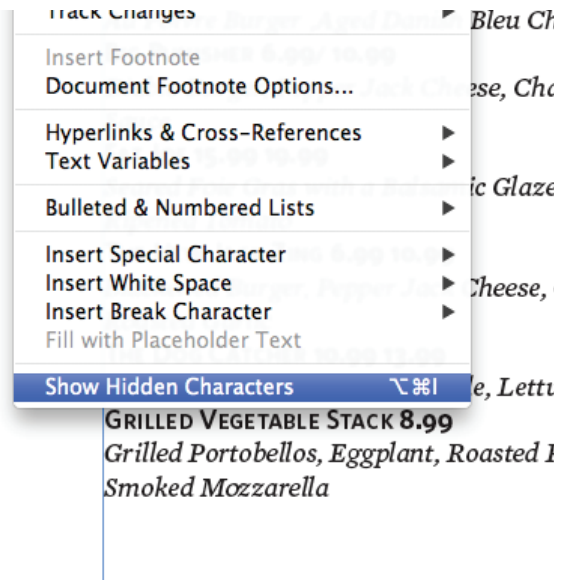 Track Changes
Bleu Ch
Insert Footnote
Document Footnote Options...
ese, Cha
Hyperlinks & Cross-References
Text Variables
ic Glaze
Bulleted & Numbered Lists
Insert Special Character
Insert White Space
Cheese,
Insert Break Character
Fill with Placeholder Text
Show Hidden Characters ⌥⌘I
e, Lettu
GRILLED VEGETABLE STACK 8.99
Grilled Portobellos, Eggplant, Roasted
Smoked Mozzarella